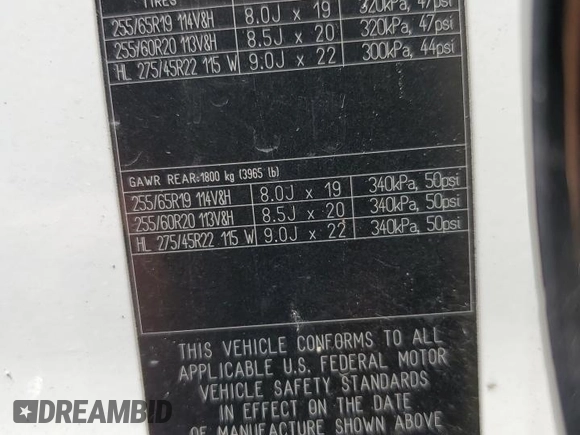 TIRES
255/65R19 114V8H 8.0J x 19 320kPa, 47psi
255/60R20 113V8H 8.5J x 20 320kPa, 47psi
HL 275/45R22 115 W 9.0J x 22 300kPa, 44psi
GAWR REAR:1800 kg (3965 lb)
255/65R19 114V8H 8.0J x 19 340kPa, 50psi
255/60R20 113V8H 8.5J x 20 340kPa, 50psi
HL 275/45R22 115 W 9.0J x 22 340kPa, 50psi
THIS VEHICLE CONFORMS TO ALL
APPLICABLE U.S. FEDERAL MOTOR
VEHICLE SAFETY STANDARDS
IN EFFECT ON THE DATE
OF MANUFACTURE SHOWN ABOVE
DREAMBID